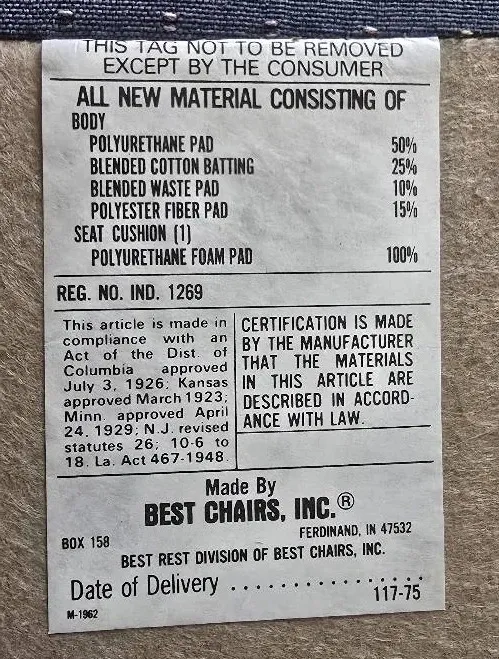 THIS TAG NOT TO BE REMOVED
EXCEPT BY THE CONSUMER
ALL NEW MATERIAL CONSISTING OF
BODY
POLYURETHANE PAD 50%
BLENDED COTTON BATTING 25%
BLENDED WASTE PAD 10%
POLYESTER FIBER PAD 15%
SEAT CUSHION (1)
POLYURETHANE FOAM PAD 100%
REG. NO. IND. 1269
This article is made in
compliance with an
Act of the Dist. of
Columbia approved
July 3, 1926; Kansas
approved March 1923;
Minn. approved April
24, 1929; N.J. revised
statutes 26; 10-6 to
18. La. Act 467-1948.
CERTIFICATION IS MADE
BY THE MANUFACTURER
THAT THE MATERIALS
IN THIS ARTICLE ARE
DESCRIBED IN ACCORD-
ANCE WITH LAW.
Made By
BEST CHAIRS, INC.®
BOX 158 FERDINAND, IN 47532
BEST REST DIVISION OF BEST CHAIRS, INC.
Date of Delivery ....................
117-75
M-1962